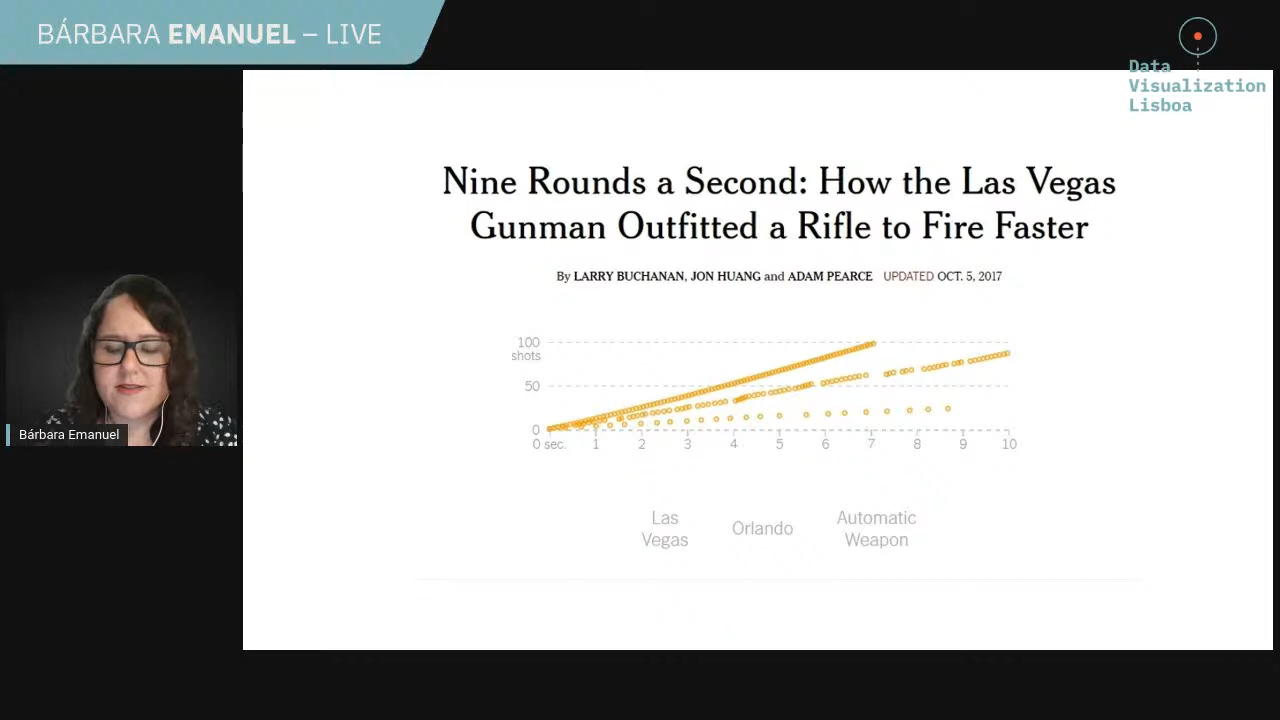 BÁRBARA EMANUEL – LIVE
Data
Visualization
Lisboa
Nine Rounds a Second: How the Las Vegas
Gunman Outfitted a Rifle to Fire Faster
By LARRY BUCHANAN, JON HUANG and ADAM PEARCE UPDATED OCT. 5, 2017
100
shots
50
0
0 sec. 1 2 3 4 5 6 7 8 9 10
Las
Vegas
Orlando
Automatic
Weapon
Bárbara Emanuel